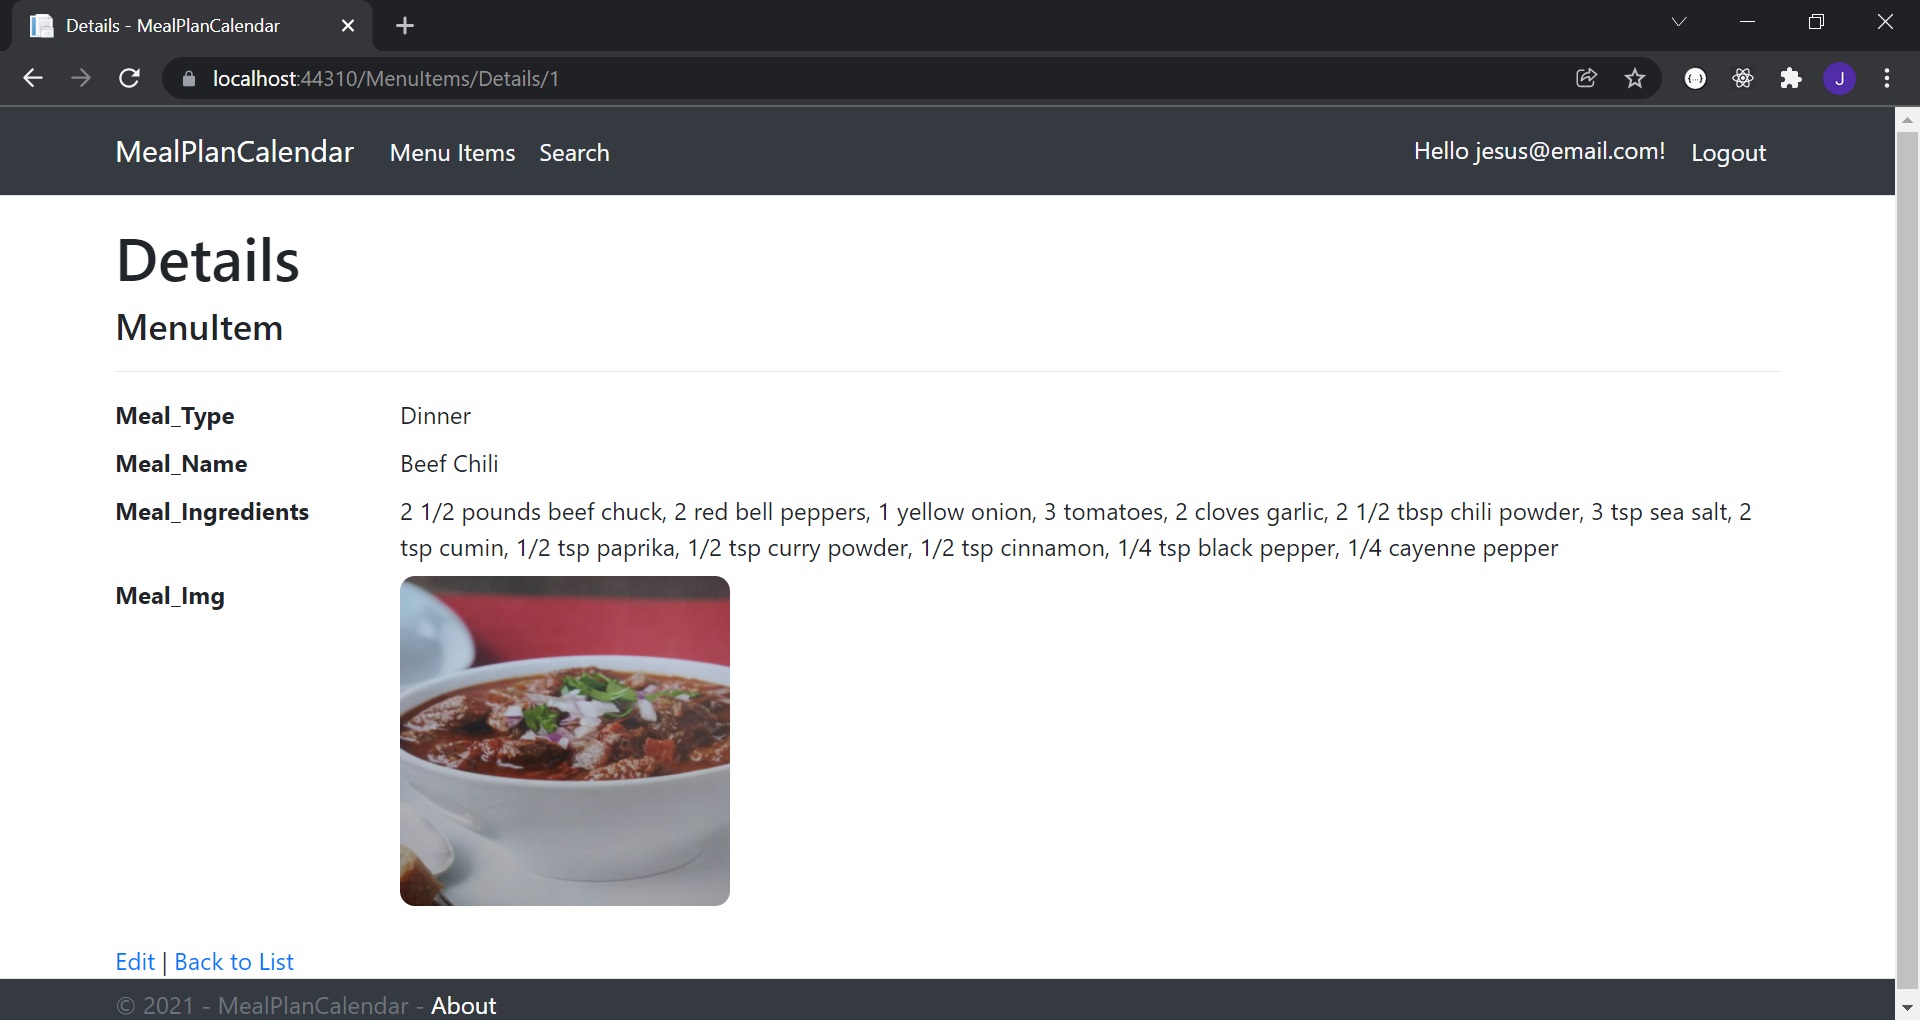 Details - MealPlanCalendar
localhost:44310/MenuItems/Details/1
J
MealPlanCalendar Menu Items Search Hello jesus@email.com! Logout
Details
MenuItem
Meal_Type Dinner
Meal_Name Beef Chili
Meal_Ingredients 2 1/2 pounds beef chuck, 2 red bell peppers, 1 yellow onion, 3 tomatoes, 2 cloves garlic, 2 1/2 tbsp chili powder, 3 tsp sea salt, 2
tsp cumin, 1/2 tsp paprika, 1/2 tsp curry powder, 1/2 tsp cinnamon, 1/4 tsp black pepper, 1/4 cayenne pepper
Meal_Img
Edit | Back to List
© 2021 - MealPlanCalendar - About